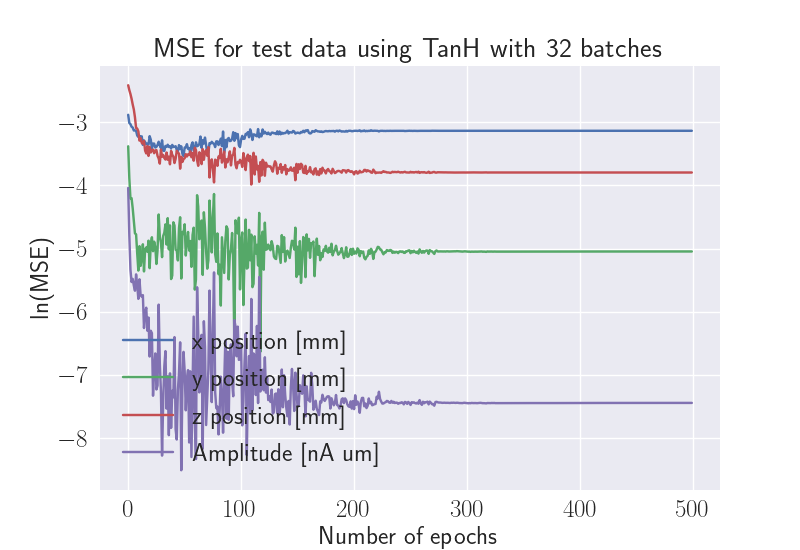 MSE for test data using TanH with 32 batches
−3
−4
−5
−6
−7
−8
ln(MSE)
x position [mm]
y position [mm]
z position [mm]
Amplitude [nA um]
0 100 200 300 400 500
Number of epochs